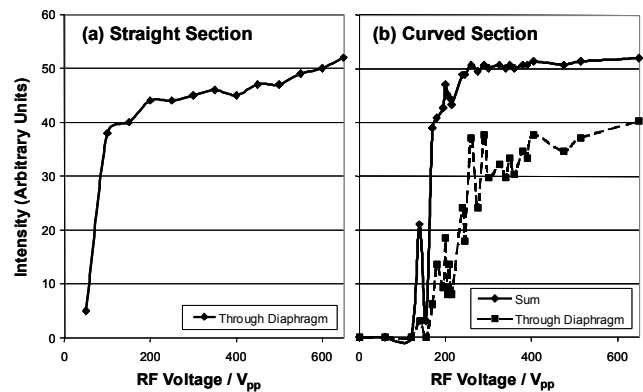 (a) Straight Section
(b) Curved Section
Intensity (Arbitrary Units)
60
50
40
30
20
10
0
Through Diaphragm
Sum
Through Diaphragm
0 200 400 600
0 200 400 600
RF Voltage / Vpp
RF Voltage / Vpp